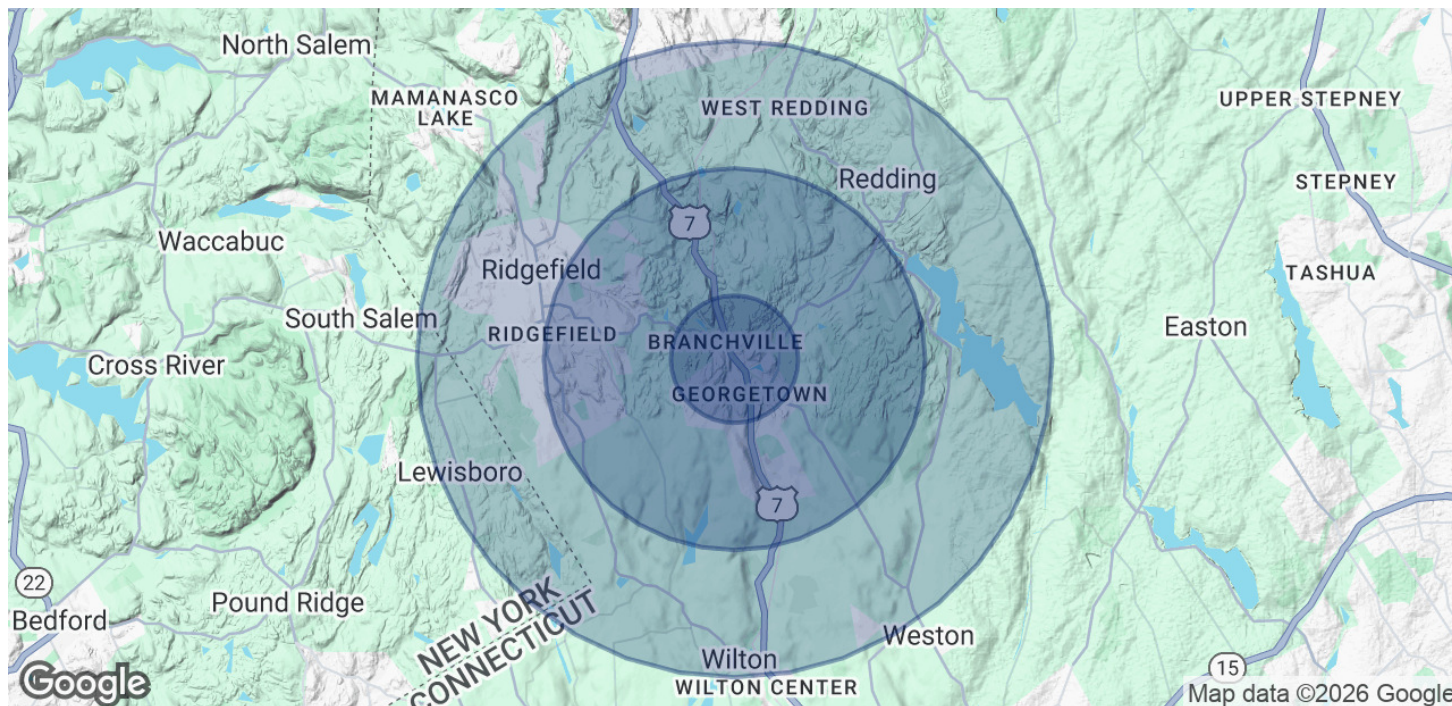 North Salem
MAMANASCO
LAKE
WEST REDDING
UPPER STEPNEY
Redding
STEPNEY
7
Waccabuc
Ridgefield
TASHUA
South Salem
RIDGEFIELD
BRANCHVILLE
Easton
Cross River
GEORGETOWN
Lewisboro
7
22
Bedford
Pound Ridge
NEW YORK
CONNECTICUT
Weston
Wilton
WILTON CENTER
15
Google
Map data ©2026 Google